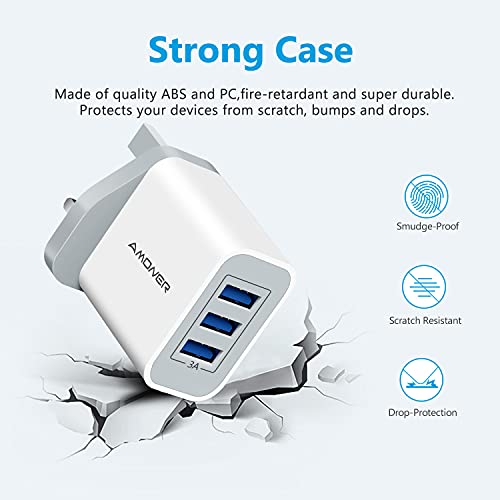 Strong Case
Made of quality ABS and PC,fire-retardant and super durable.
Protects your devices from scratch, bumps and drops.
Smudge-Proof
AMONER
Scratch Resistant
3A
Drop-Protection